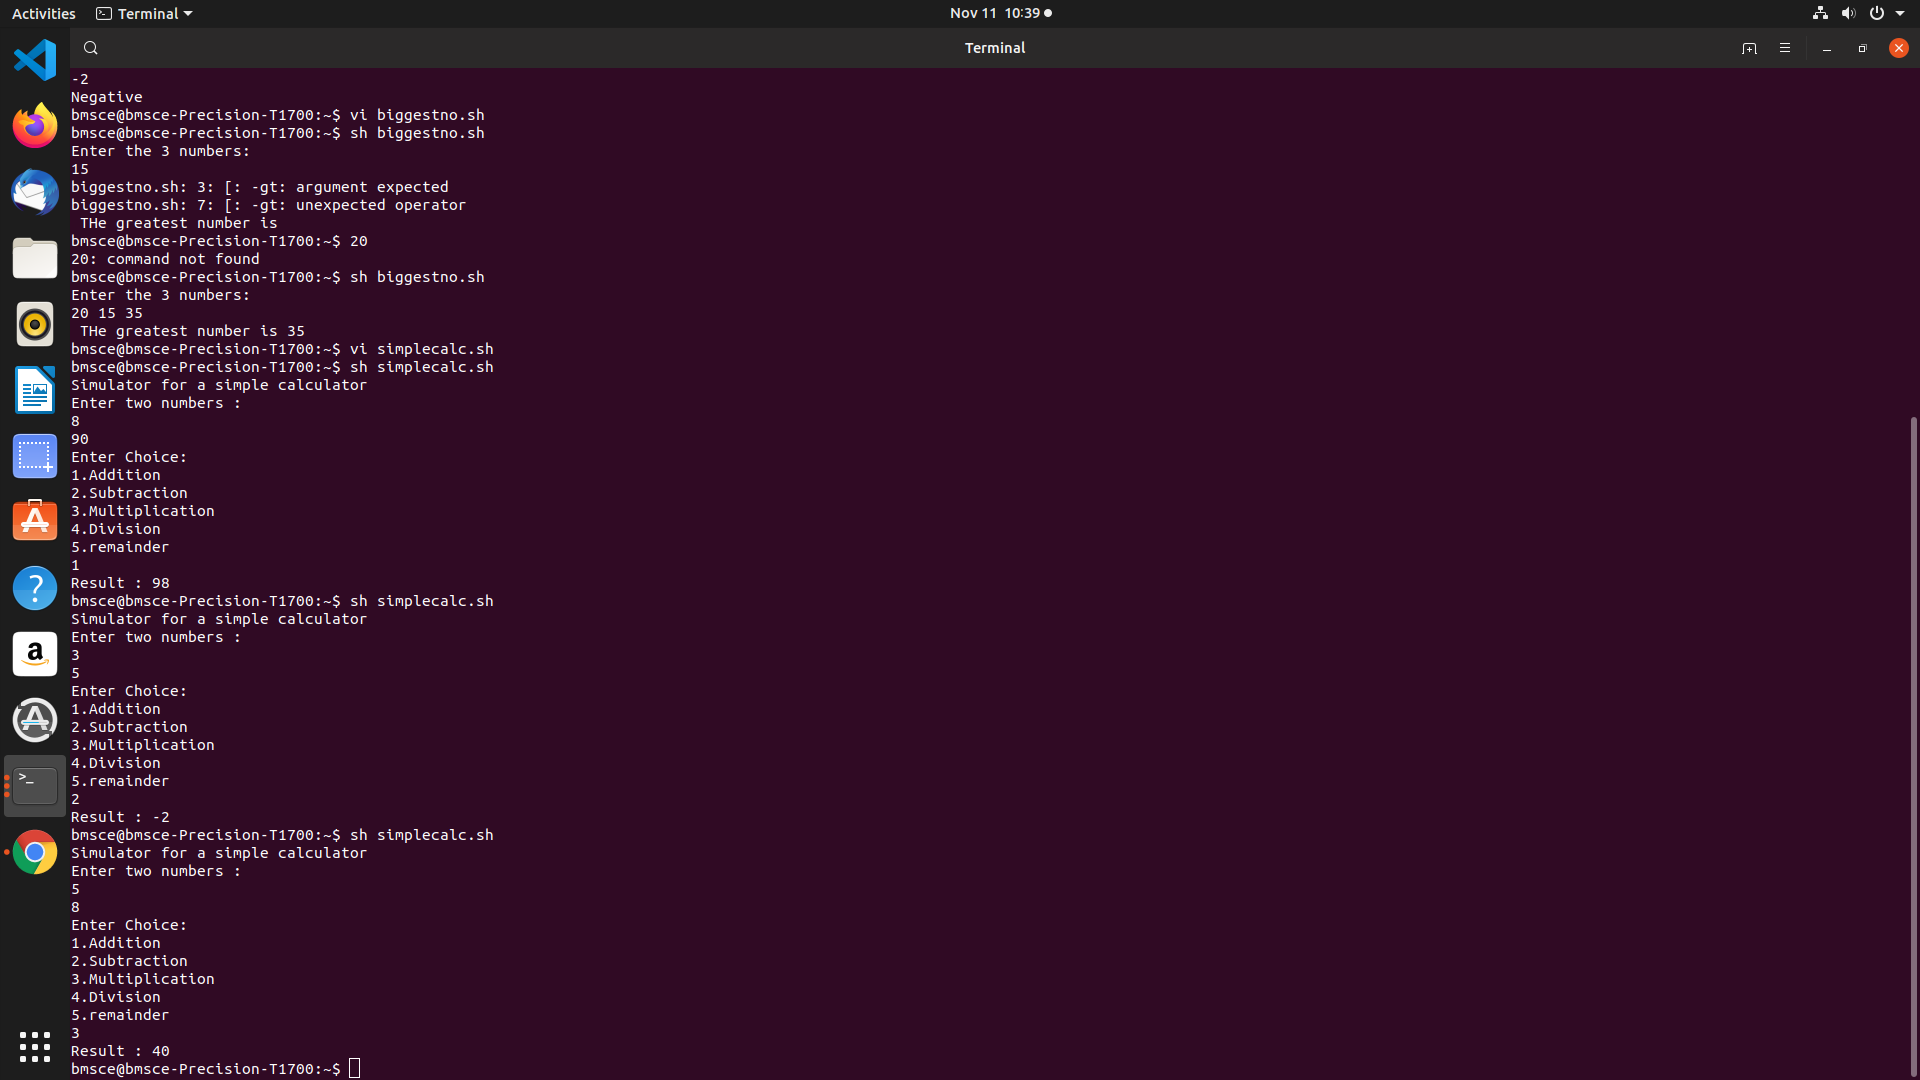 Activities
Terminal
Nov 11 10:39
Terminal
-2
Negative
bmsce@bmsce-Precision-T1700:~$ vi biggestno.sh
bmsce@bmsce-Precision-T1700:~$ sh biggestno.sh
Enter the 3 numbers:
15
biggestno.sh: 3: [: -gt: argument expected
biggestno.sh: 7: [: -gt: unexpected operator
 THe greatest number is
bmsce@bmsce-Precision-T1700:~$ 20
20: command not found
bmsce@bmsce-Precision-T1700:~$ sh biggestno.sh
Enter the 3 numbers:
20 15 35
 THe greatest number is 35
bmsce@bmsce-Precision-T1700:~$ vi simplecalc.sh
bmsce@bmsce-Precision-T1700:~$ sh simplecalc.sh
Simulator for a simple calculator
Enter two numbers :
8
90
Enter Choice:
1.Addition
2.Subtraction
3.Multiplication
4.Division
5.remainder
1
Result : 98
bmsce@bmsce-Precision-T1700:~$ sh simplecalc.sh
Simulator for a simple calculator
Enter two numbers :
3
5
Enter Choice:
1.Addition
2.Subtraction
3.Multiplication
4.Division
5.remainder
2
Result : -2
bmsce@bmsce-Precision-T1700:~$ sh simplecalc.sh
Simulator for a simple calculator
Enter two numbers :
5
8
Enter Choice:
1.Addition
2.Subtraction
3.Multiplication
4.Division
5.remainder
3
Result : 40
bmsce@bmsce-Precision-T1700:~$